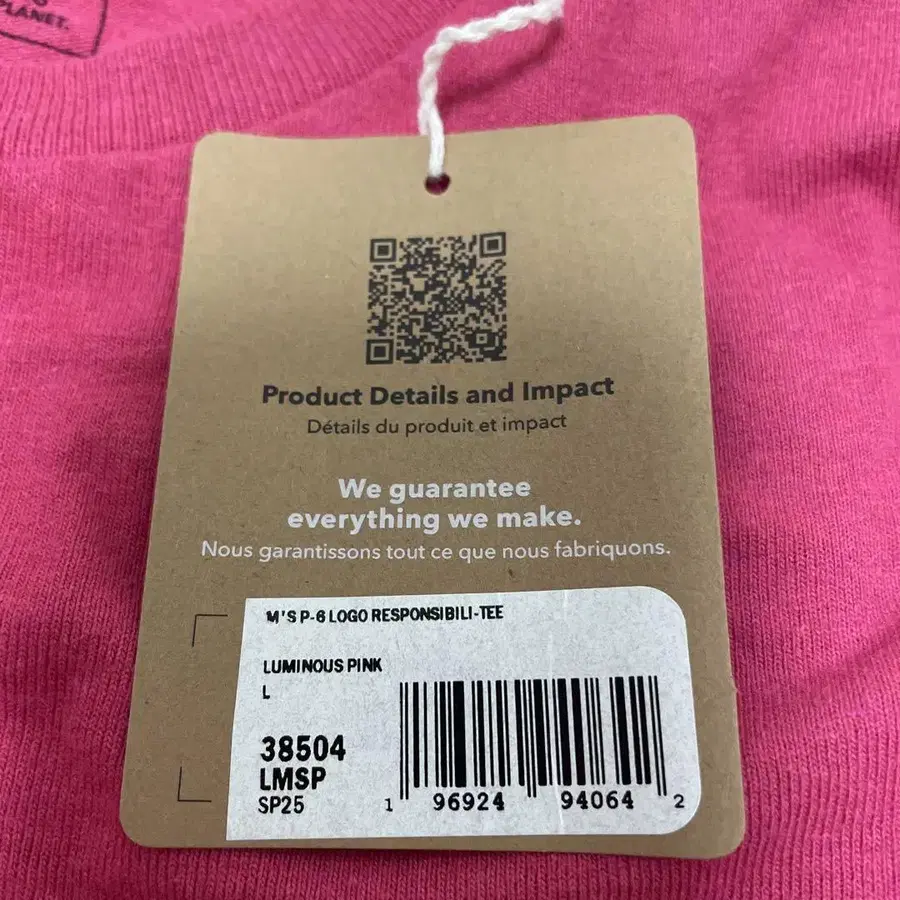 PLANET.
Product Details and Impact
Détails du produit et impact
We guarantee
everything we make.
Nous garantissons tout ce que nous fabriquons.
M'S P-6 LOGO RESPONSIBILI-TEE
LUMINOUS PINK
L
38504
LMSP
SP25
1 96924 94064 2